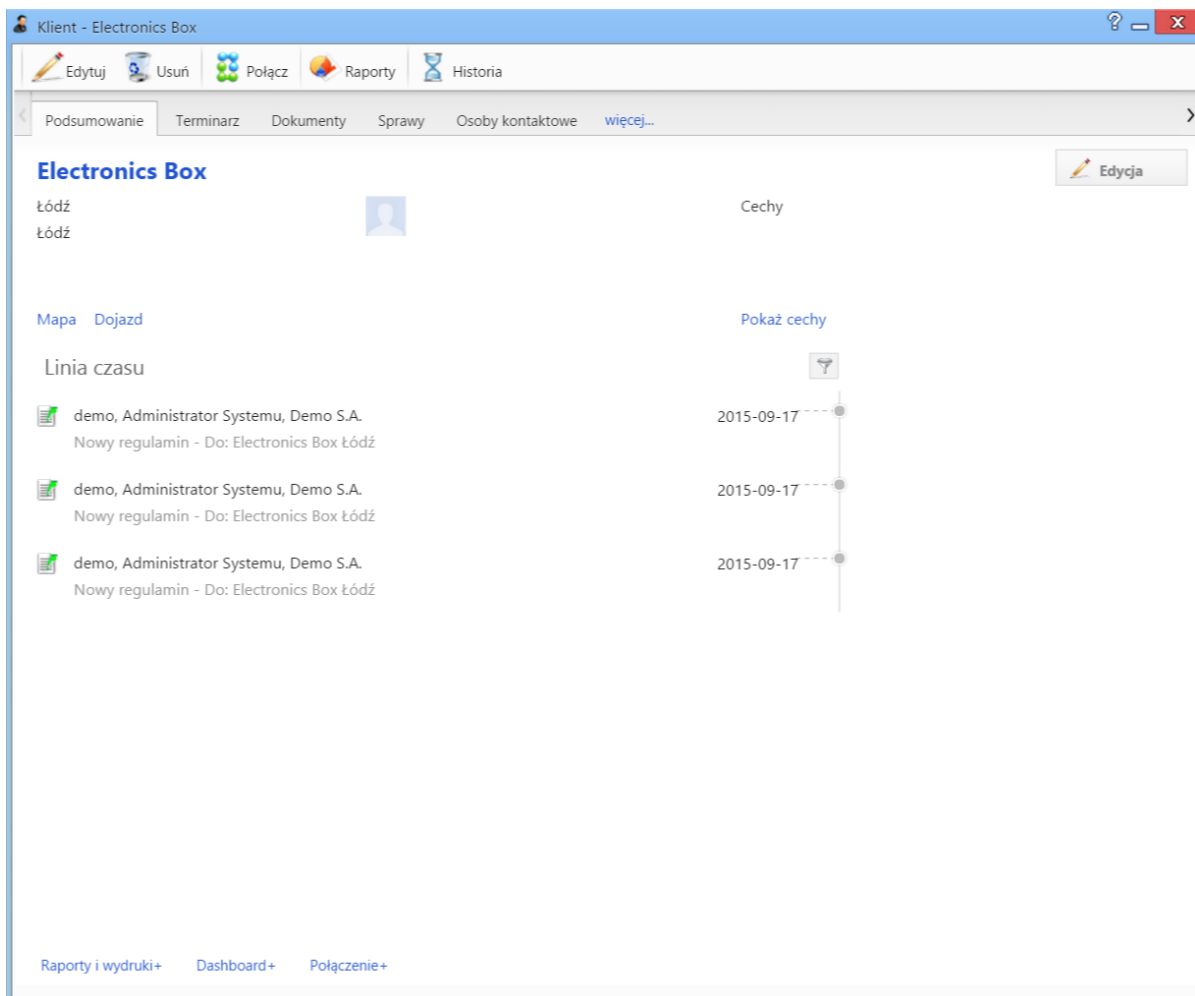 Klient - Electronics Box
Edytuj Usuń Połącz Raporty Historia
Podsumowanie Terminarz Dokumenty Sprawy Osoby kontaktowe więcej...
Electronics Box
Edycja
Łódź
Cechy
Łódź
Mapa Dojazd
Pokaż cechy
Linia czasu
demo, Administrator Systemu, Demo S.A. 2015-09-17
Nowy regulamin - Do: Electronics Box Łódź
demo, Administrator Systemu, Demo S.A. 2015-09-17
Nowy regulamin - Do: Electronics Box Łódź
demo, Administrator Systemu, Demo S.A. 2015-09-17
Nowy regulamin - Do: Electronics Box Łódź
Raporty i wydruki+ Dashboard+ Połączenie+